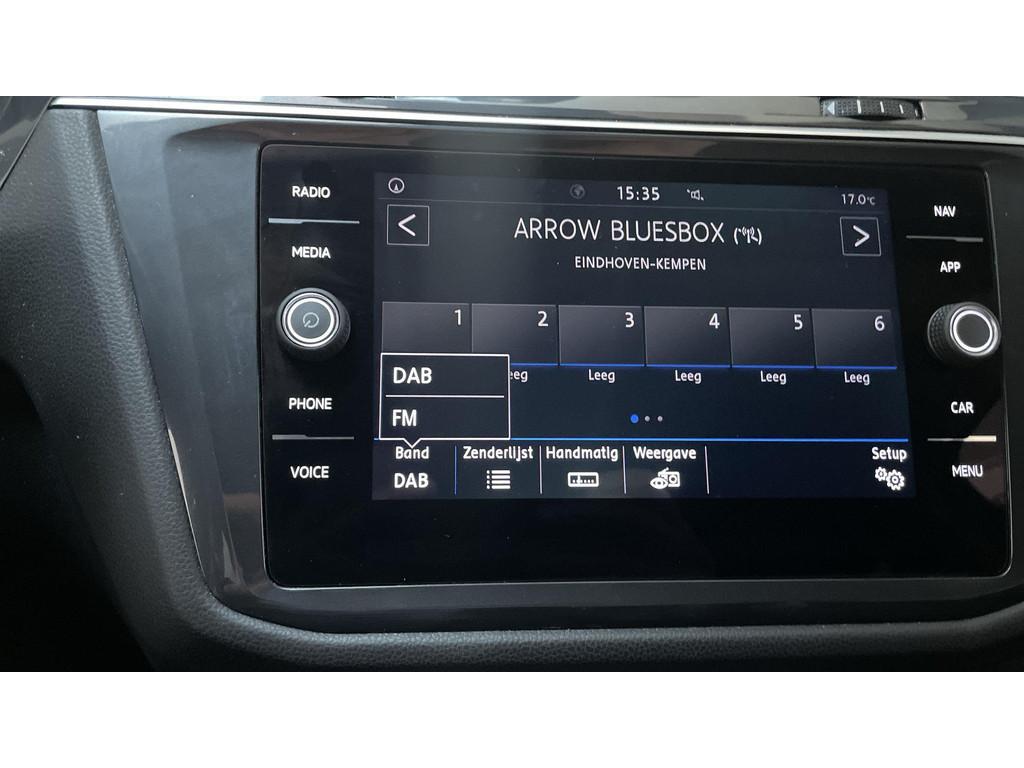 RADIO
MEDIA
PHONE
VOICE
15:35
17.0°C
<
ARROW BLUESBOX
>
EINDHOVEN-KEMPEN
1 2 3 4 5 6
eeg Leeg Leeg Leeg Leeg
DAB
FM
Band Zenderlijst Handmatig Weergave Setup
DAB
NAV
APP
CAR
MENU